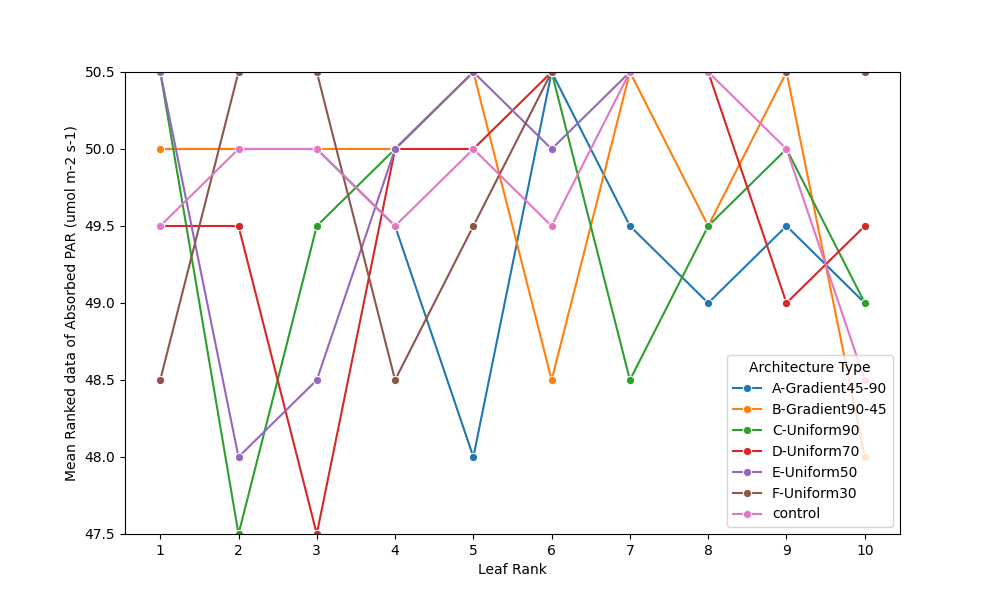 50.5
50.0
49.5
49.0
48.5
48.0
47.5
Mean Ranked data of Absorbed PAR (umol m-2 s-1)
1 2 3 4 5 6 7 8 9 10
Leaf Rank
Architecture Type
A-Gradient45-90
B-Gradient90-45
C-Uniform90
D-Uniform70
E-Uniform50
F-Uniform30
control